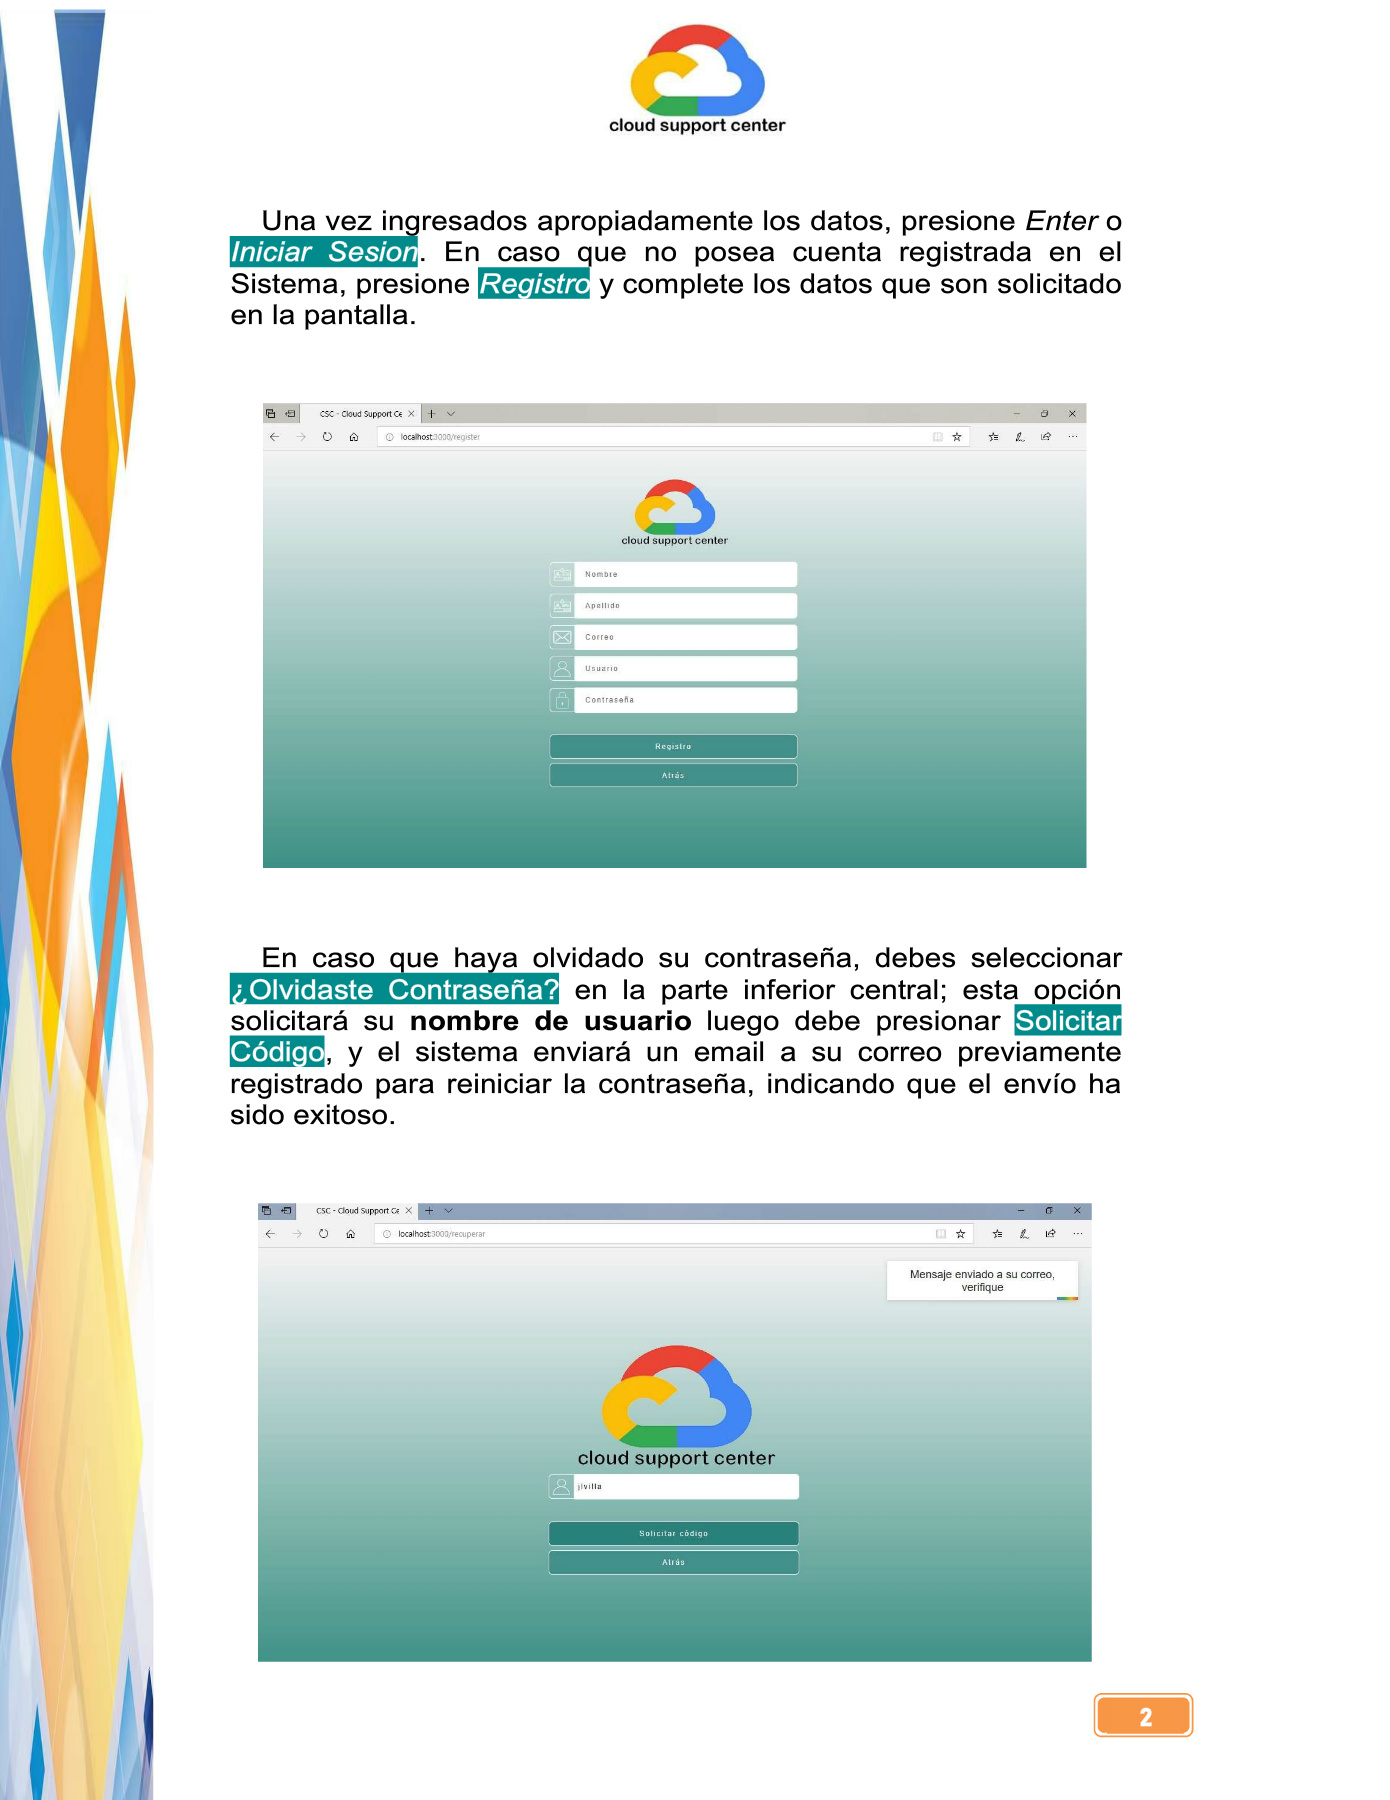 cloud support center
Una vez ingresados apropiadamente los datos, presione Enter o
Iniciar Sesion. En caso que no posea cuenta registrada en el
Sistema, presione Registro y complete los datos que son solicitado
en la pantalla.
CSC - Cloud Support Ce
localhost:3000/register
cloud support center
Nombre
Apellido
Correo
Usuario
Contraseña
Registro
Atrás
En caso que haya olvidado su contraseña, debes seleccionar
¿Olvidaste Contraseña? en la parte inferior central; esta opción
solicitará su nombre de usuario luego debe presionar Solicitar
Código, y el sistema enviará un email a su correo previamente
registrado para reiniciar la contraseña, indicando que el envío ha
sido exitoso.
CSC - Cloud Support Ce
localhost:3000/recuperar
Mensaje enviado a su correo,
verifique
cloud support center
jlvilla
Solicitar código
Atrás
2